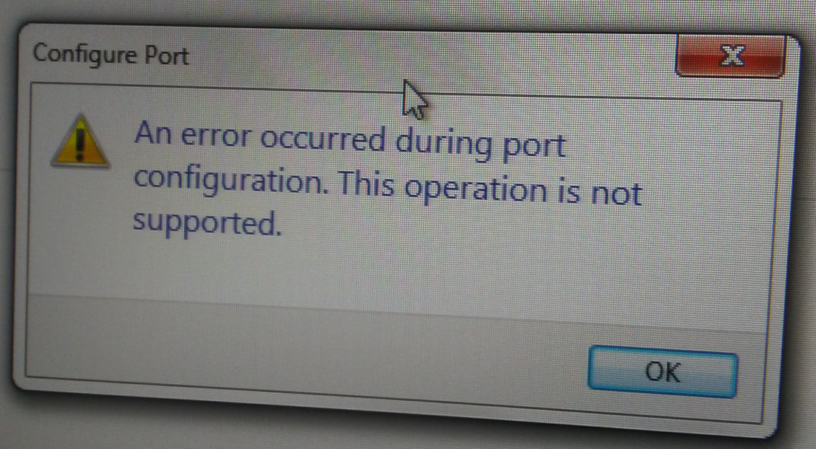 Configure Port
An error occurred during port
configuration. This operation is not
supported.
OK